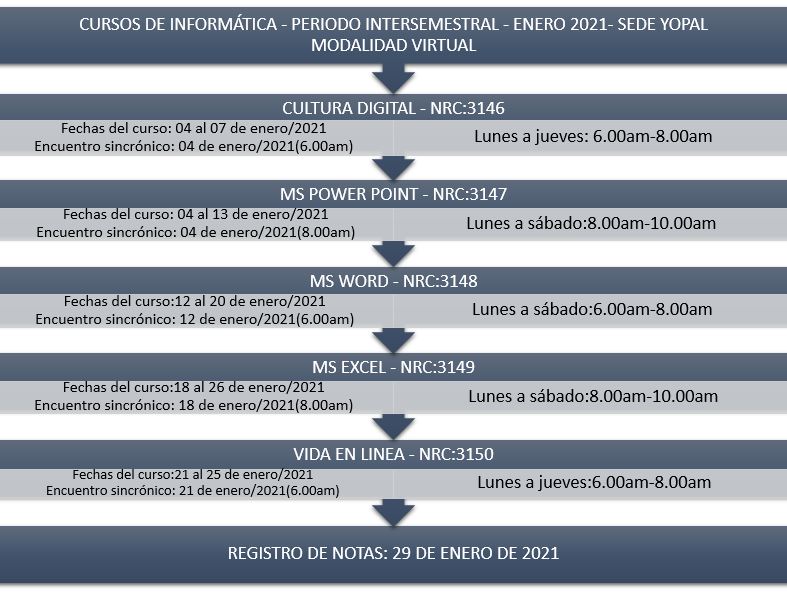 CURSOS DE INFORMÁTICA - PERIODO INTERSEMESTRAL - ENERO 2021- SEDE YOPAL
MODALIDAD VIRTUAL
CULTURA DIGITAL - NRC:3146
Fechas del curso: 04 al 07 de enero/2021
Encuentro sincrónico: 04 de enero/2021(6.00am)
Lunes a jueves: 6.00am-8.00am
MS POWER POINT - NRC:3147
Fechas del curso: 04 al 13 de enero/2021
Encuentro sincrónico: 04 de enero/2021(8.00am)
Lunes a sábado:8.00am-10.00am
MS WORD - NRC:3148
Fechas del curso:12 al 20 de enero/2021
Encuentro sincrónico: 12 de enero/2021(6.00am)
Lunes a sábado:6.00am-8.00am
MS EXCEL - NRC:3149
Fechas del curso:18 al 26 de enero/2021
Encuentro sincrónico: 18 de enero/2021(8.00am)
Lunes a sábado:8.00am-10.00am
VIDA EN LINEA - NRC:3150
Fechas del curso:21 al 25 de enero/2021
Encuentro sincrónico: 21 de enero/2021(6.00am)
Lunes a jueves:6.00am-8.00am
REGISTRO DE NOTAS: 29 DE ENERO DE 2021